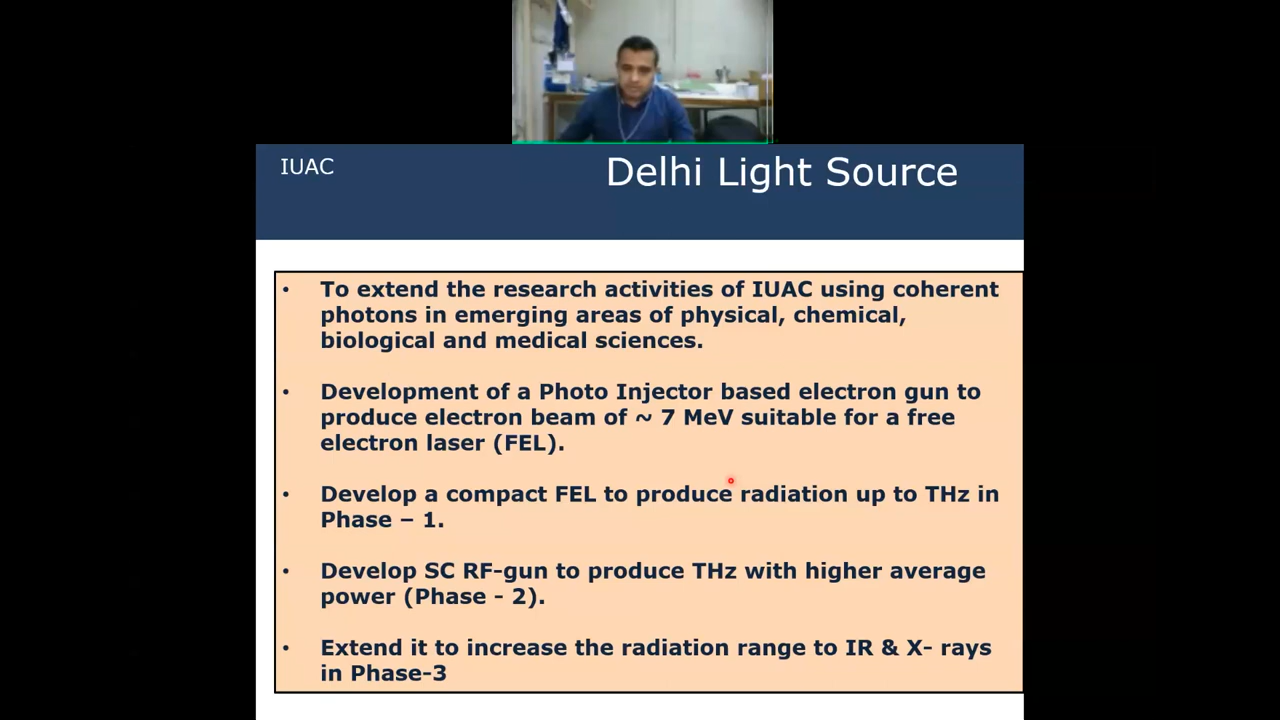 IUAC
Delhi Light Source
• To extend the research activities of IUAC using coherent
photons in emerging areas of physical, chemical,
biological and medical sciences.
• Development of a Photo Injector based electron gun to
produce electron beam of ~ 7 MeV suitable for a free
electron laser (FEL).
• Develop a compact FEL to produce radiation up to THz in
Phase – 1.
• Develop SC RF-gun to produce THz with higher average
power (Phase - 2).
• Extend it to increase the radiation range to IR & X- rays
in Phase-3